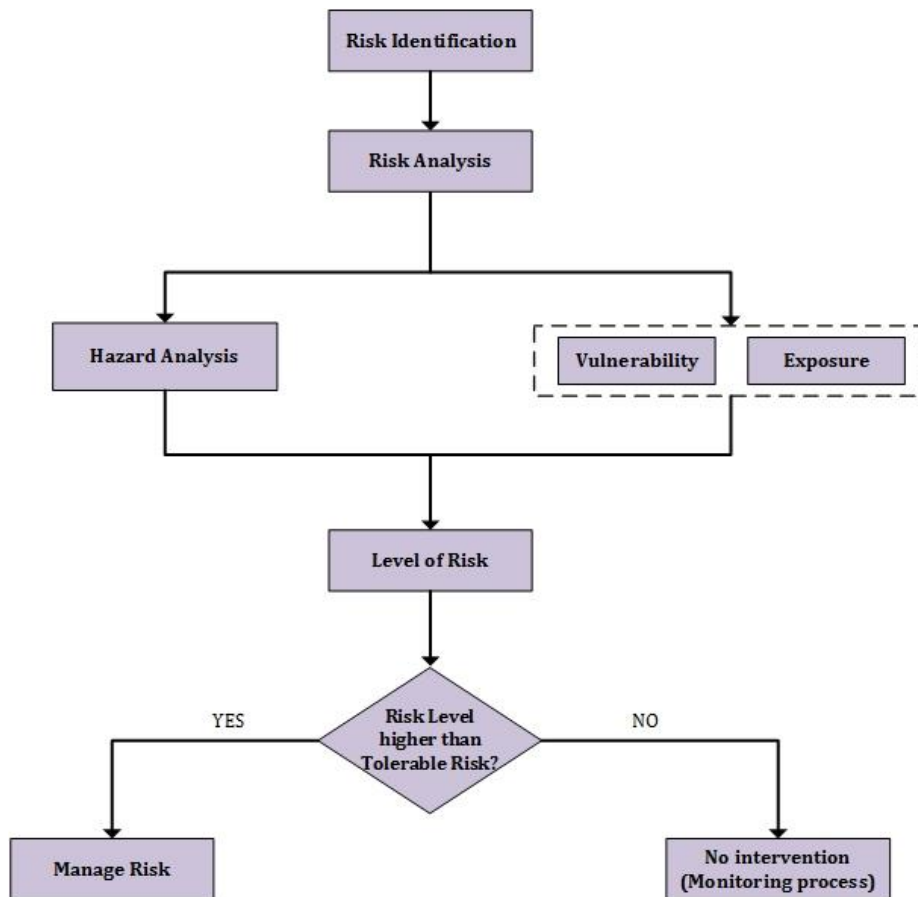 Risk Identification
Risk Analysis
Hazard Analysis
Vulnerability
Exposure
Level of Risk
Risk Level
higher than
Tolerable Risk?
YES
NO
Manage Risk
No intervention
(Monitoring process)